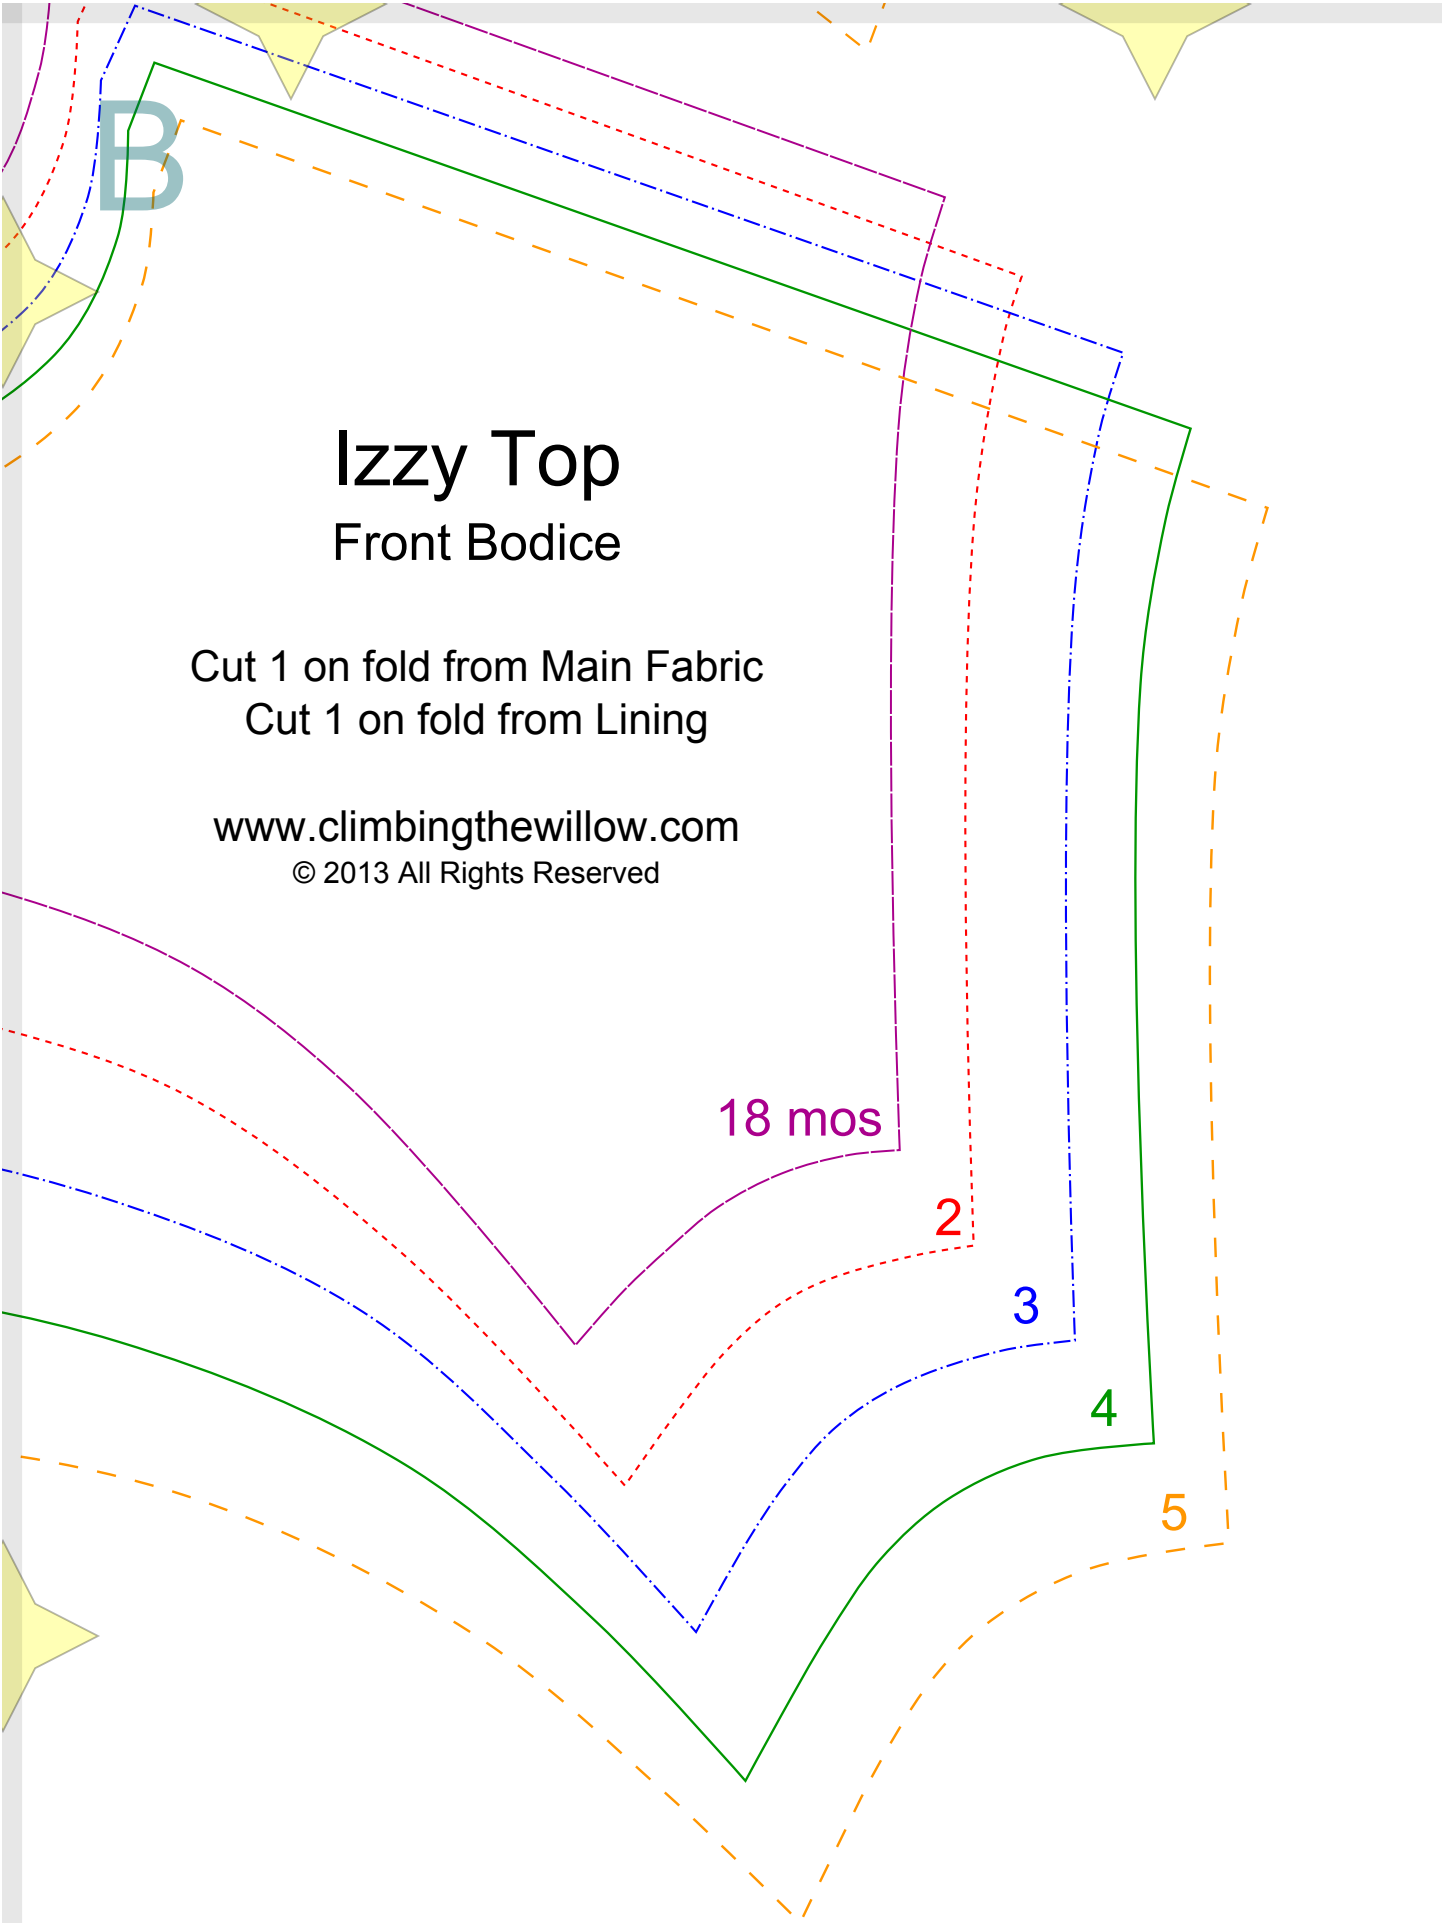 B
Izzy Top
Front Bodice
Cut 1 on fold from Main Fabric
Cut 1 on fold from Lining
www.climbingthewillow.com
© 2013 All Rights Reserved
18 mos
2
3
4
5